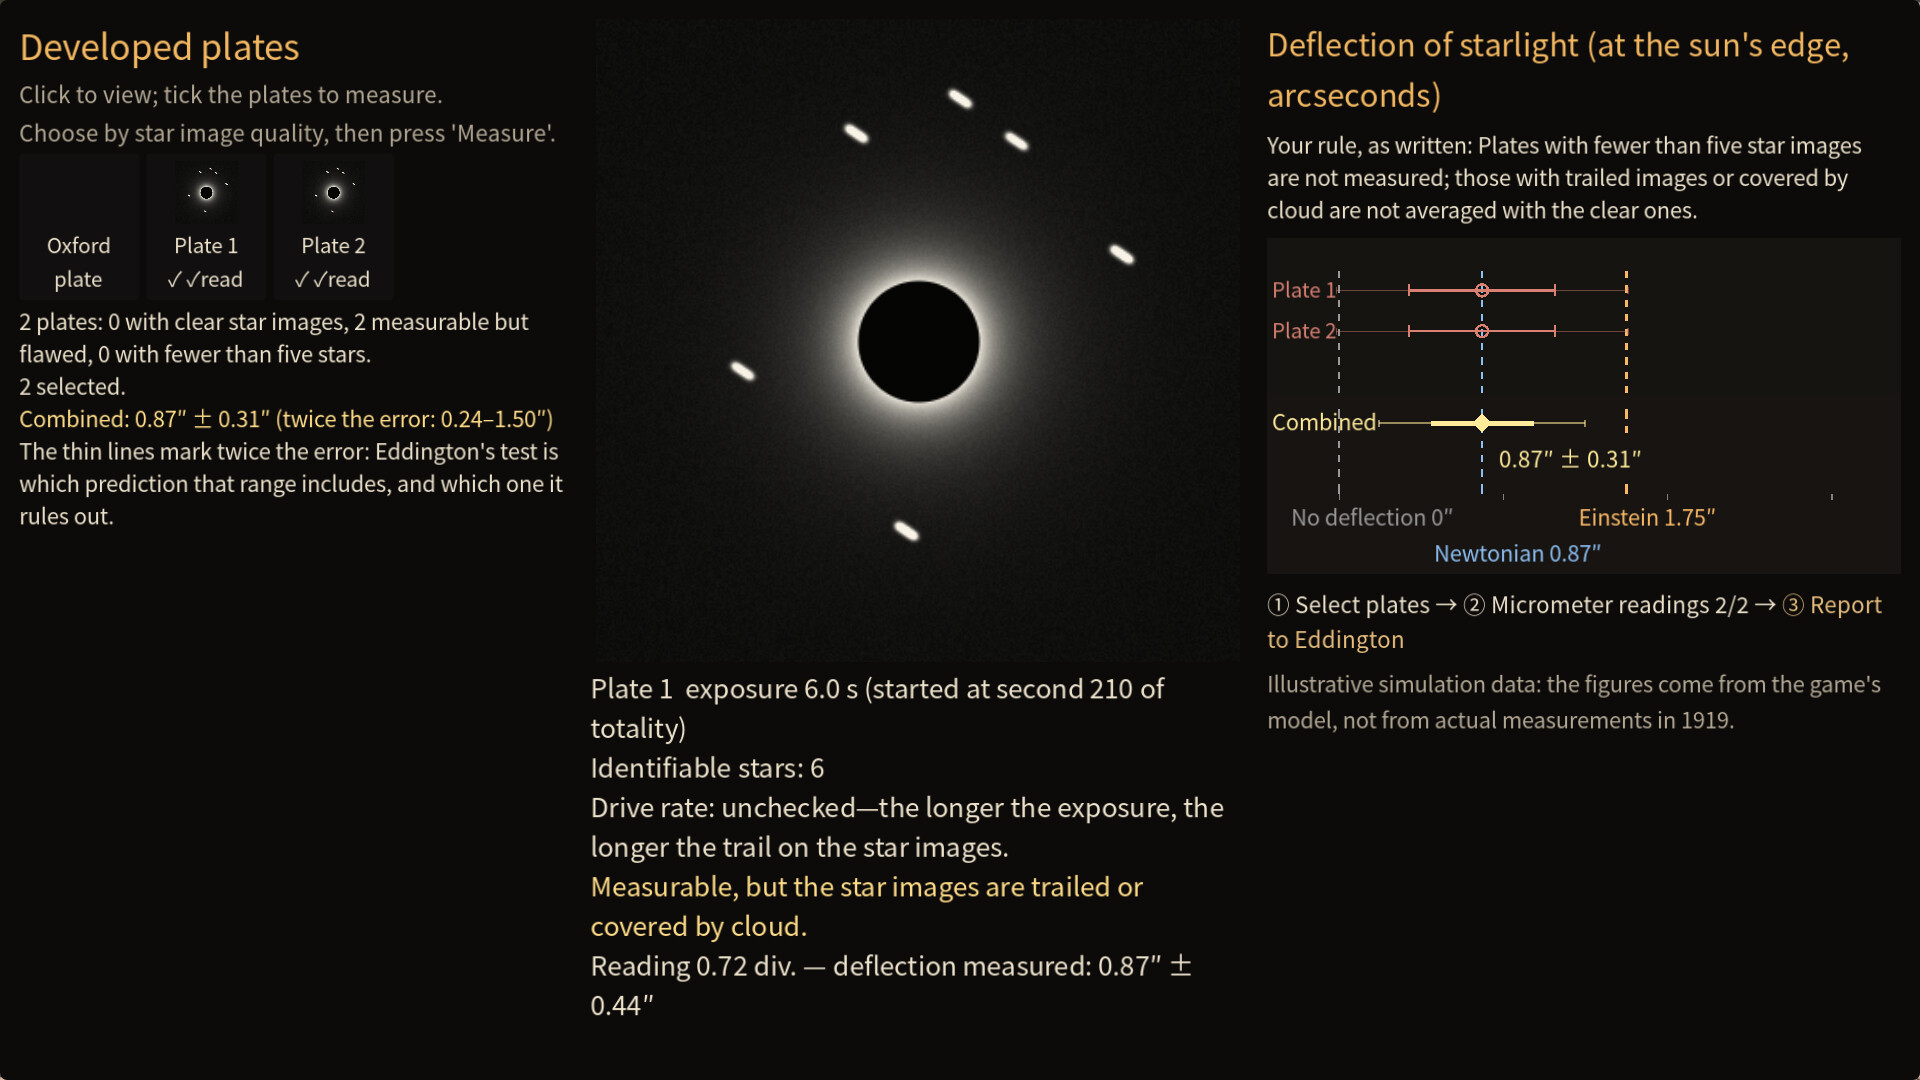 Developed plates
Click to view; tick the plates to measure.
Choose by star image quality, then press 'Measure'.
Oxford
plate
Plate 1
✓ ✓read
Plate 2
✓ ✓read
2 plates: 0 with clear star images, 2 measurable but
flawed, 0 with fewer than five stars.
2 selected.
Combined: 0.87″ ± 0.31″ (twice the error: 0.24–1.50″)
The thin lines mark twice the error: Eddington's test is
which prediction that range includes, and which one it
rules out.
Plate 1  exposure 6.0 s (started at second 210 of
totality)
Identifiable stars: 6
Drive rate: unchecked—the longer the exposure, the
longer the trail on the star images.
Measurable, but the star images are trailed or
covered by cloud.
Reading 0.72 div. — deflection measured: 0.87″ ±
0.44″
Deflection of starlight (at the sun's edge,
arcseconds)
Your rule, as written: Plates with fewer than five star images
are not measured; those with trailed images or covered by
cloud are not averaged with the clear ones.
Plate 1
Plate 2
Combined
0.87″ ± 0.31″
No deflection 0″
Einstein 1.75″
Newtonian 0.87″
① Select plates → ② Micrometer readings 2/2 → ③ Report
to Eddington
Illustrative simulation data: the figures come from the game's
model, not from actual measurements in 1919.